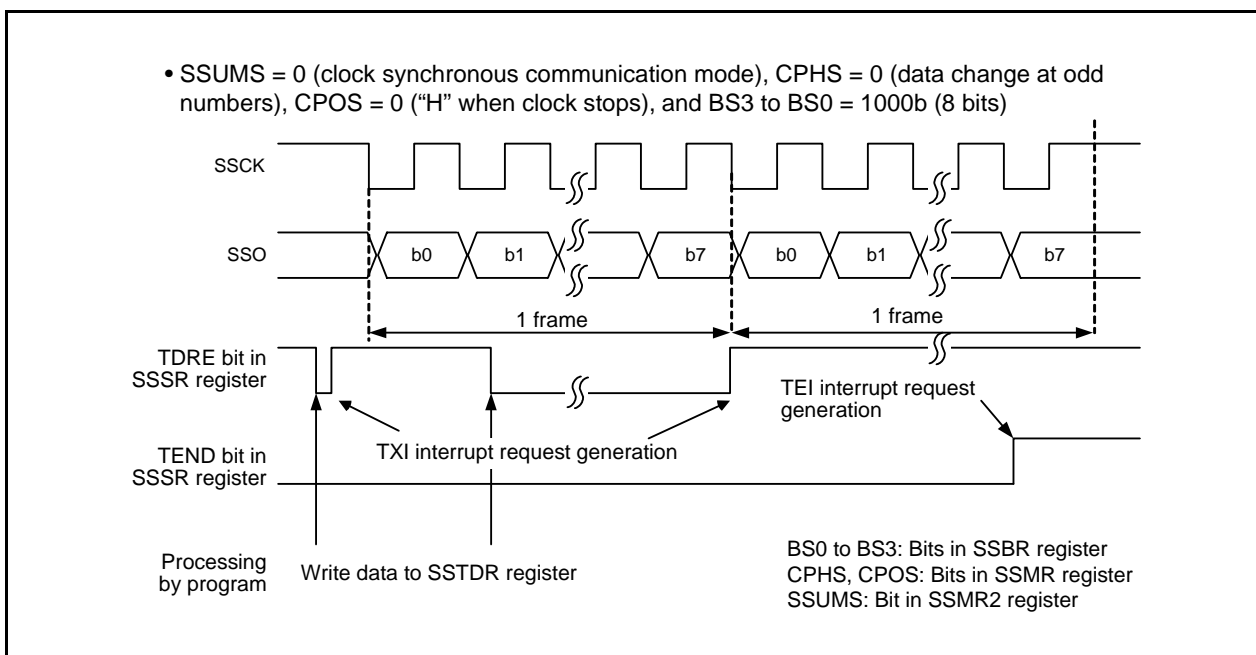 • SSUMS = 0 (clock synchronous communication mode), CPHS = 0 (data change at odd
numbers), CPOS = 0 (“H” when clock stops), and BS3 to BS0 = 1000b (8 bits)
SSCK
SSO
b0
b1
b7
b0
b1
b7
1 frame
1 frame
TDRE bit in
SSSR register
TEI interrupt request
generation
TXI interrupt request generation
TEND bit in
SSSR register
Processing
by program
Write data to SSTDR register
BS0 to BS3: Bits in SSBR register
CPHS, CPOS: Bits in SSMR register
SSUMS: Bit in SSMR2 register